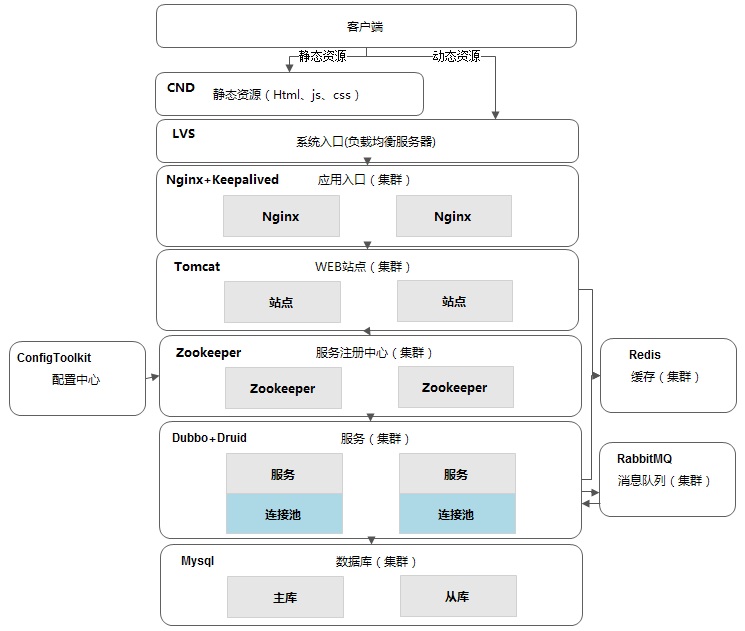 客户端
静态资源
动态资源
CND
静态资源（Html、js、css）
LVS
系统入口(负载均衡服务器)
Nginx+Keepalived
应用入口（集群）
Nginx
Nginx
Tomcat
WEB站点（集群）
站点
站点
ConfigToolkit
配置中心
Zookeeper
服务注册中心（集群）
Zookeeper
Zookeeper
Redis
缓存（集群）
Dubbo+Druid
服务（集群）
服务
服务
连接池
连接池
RabbitMQ
消息队列（集群）
Mysql
数据库（集群）
主库
从库